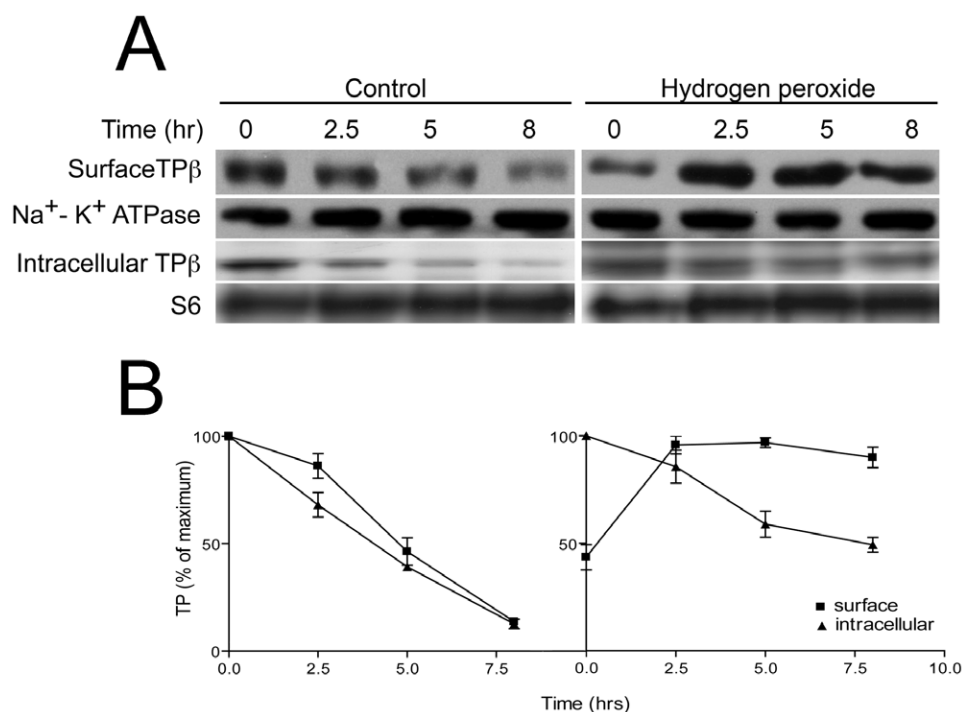 A
Control Hydrogen peroxide
Time (hr) 0 2.5 5 8 0 2.5 5 8
SurfaceTPβ
Na⁺- K⁺ ATPase
Intracellular TPβ
S6
B
TP (% of maximum)
100 100
50 50
0
surface
intracellular
0.0 2.5 5.0 7.5 0.0 2.5 5.0 7.5 10.0
Time (hrs)